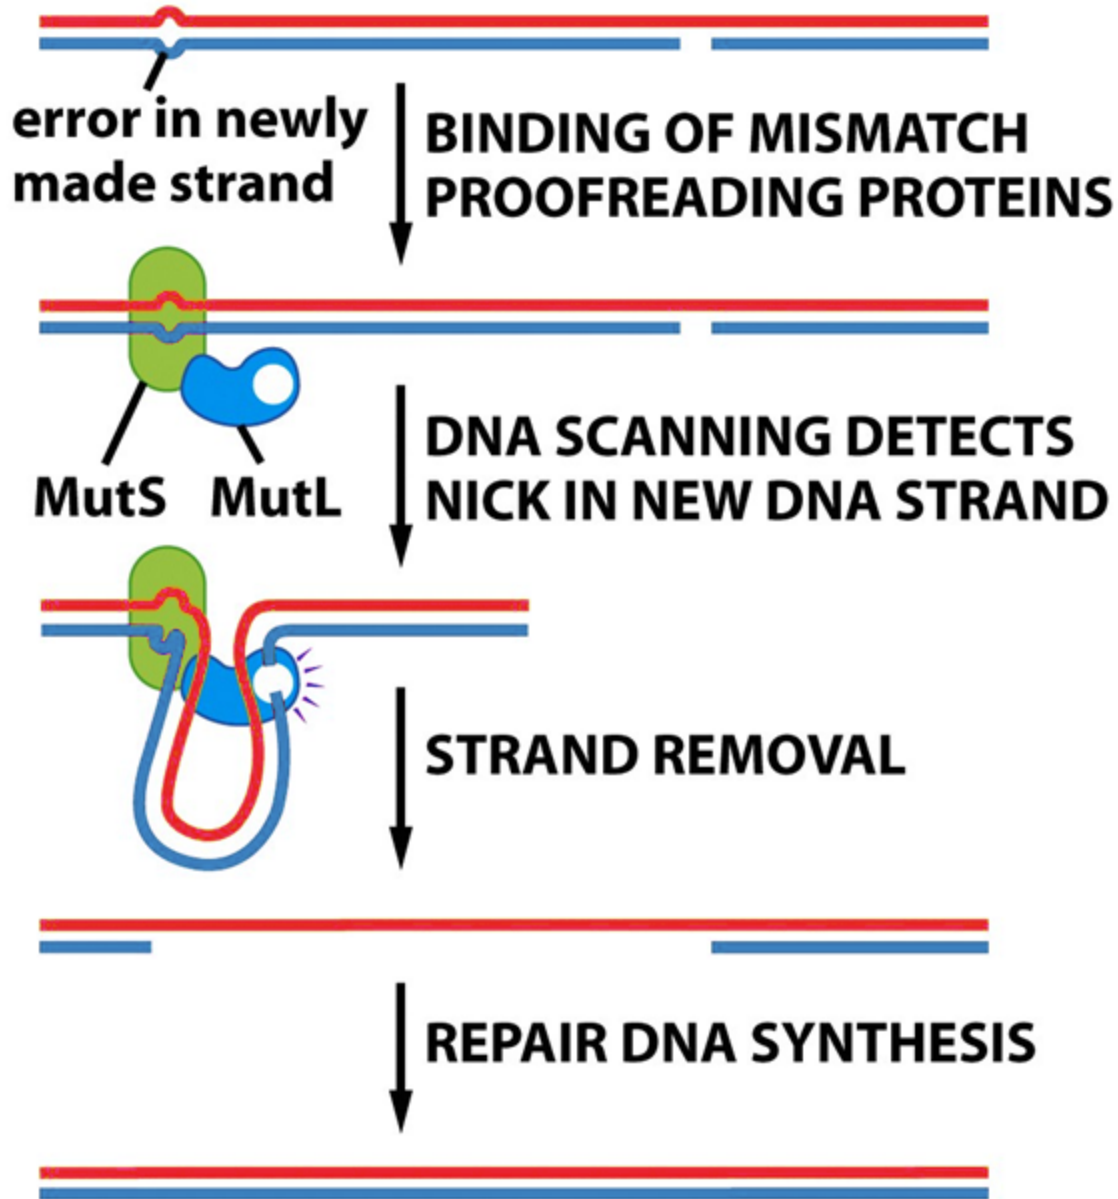 error in newly
made strand
BINDING OF MISMATCH
PROOFREADING PROTEINS
MutS MutL
DNA SCANNING DETECTS
NICK IN NEW DNA STRAND
STRAND REMOVAL
REPAIR DNA SYNTHESIS